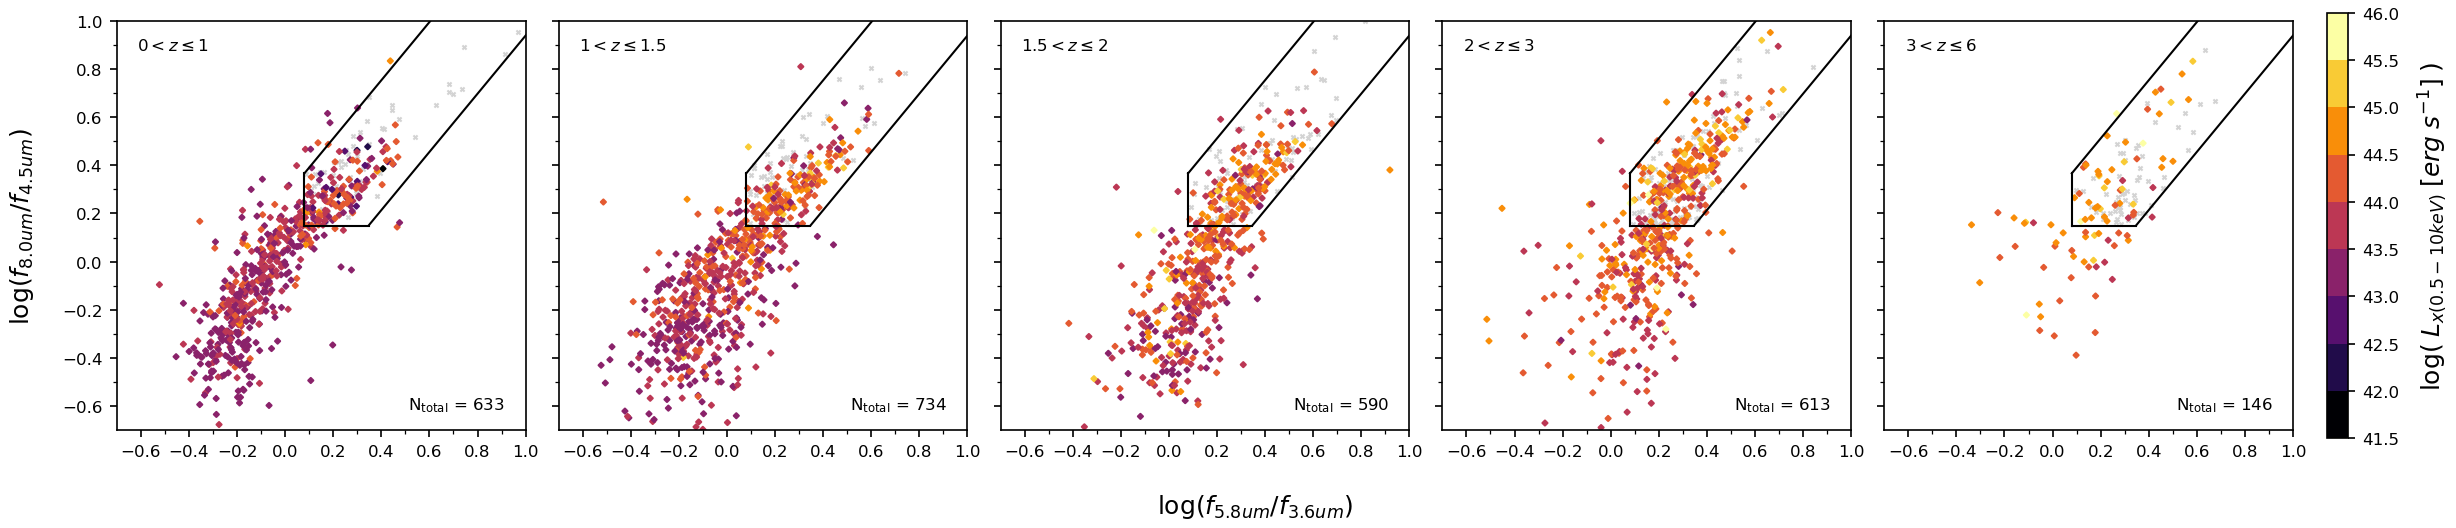 0 < z ≤ 1
1 < z ≤ 1.5
1.5 < z ≤ 2
2 < z ≤ 3
3 < z ≤ 6
N_total = 633
N_total = 734
N_total = 590
N_total = 613
N_total = 146
1.0
0.8
0.6
0.4
0.2
0.0
−0.2
−0.4
−0.6
log(f_8.0um/f_4.5um)
−0.6 −0.4 −0.2 0.0 0.2 0.4 0.6 0.8 1.0
−0.6 −0.4 −0.2 0.0 0.2 0.4 0.6 0.8 1.0
−0.6 −0.4 −0.2 0.0 0.2 0.4 0.6 0.8 1.0
−0.6 −0.4 −0.2 0.0 0.2 0.4 0.6 0.8 1.0
−0.6 −0.4 −0.2 0.0 0.2 0.4 0.6 0.8 1.0
log(f_5.8um/f_3.6um)
46.0
45.5
45.0
44.5
44.0
43.5
43.0
42.5
42.0
41.5
log( L_x(0.5−10keV) [erg s^−1] )